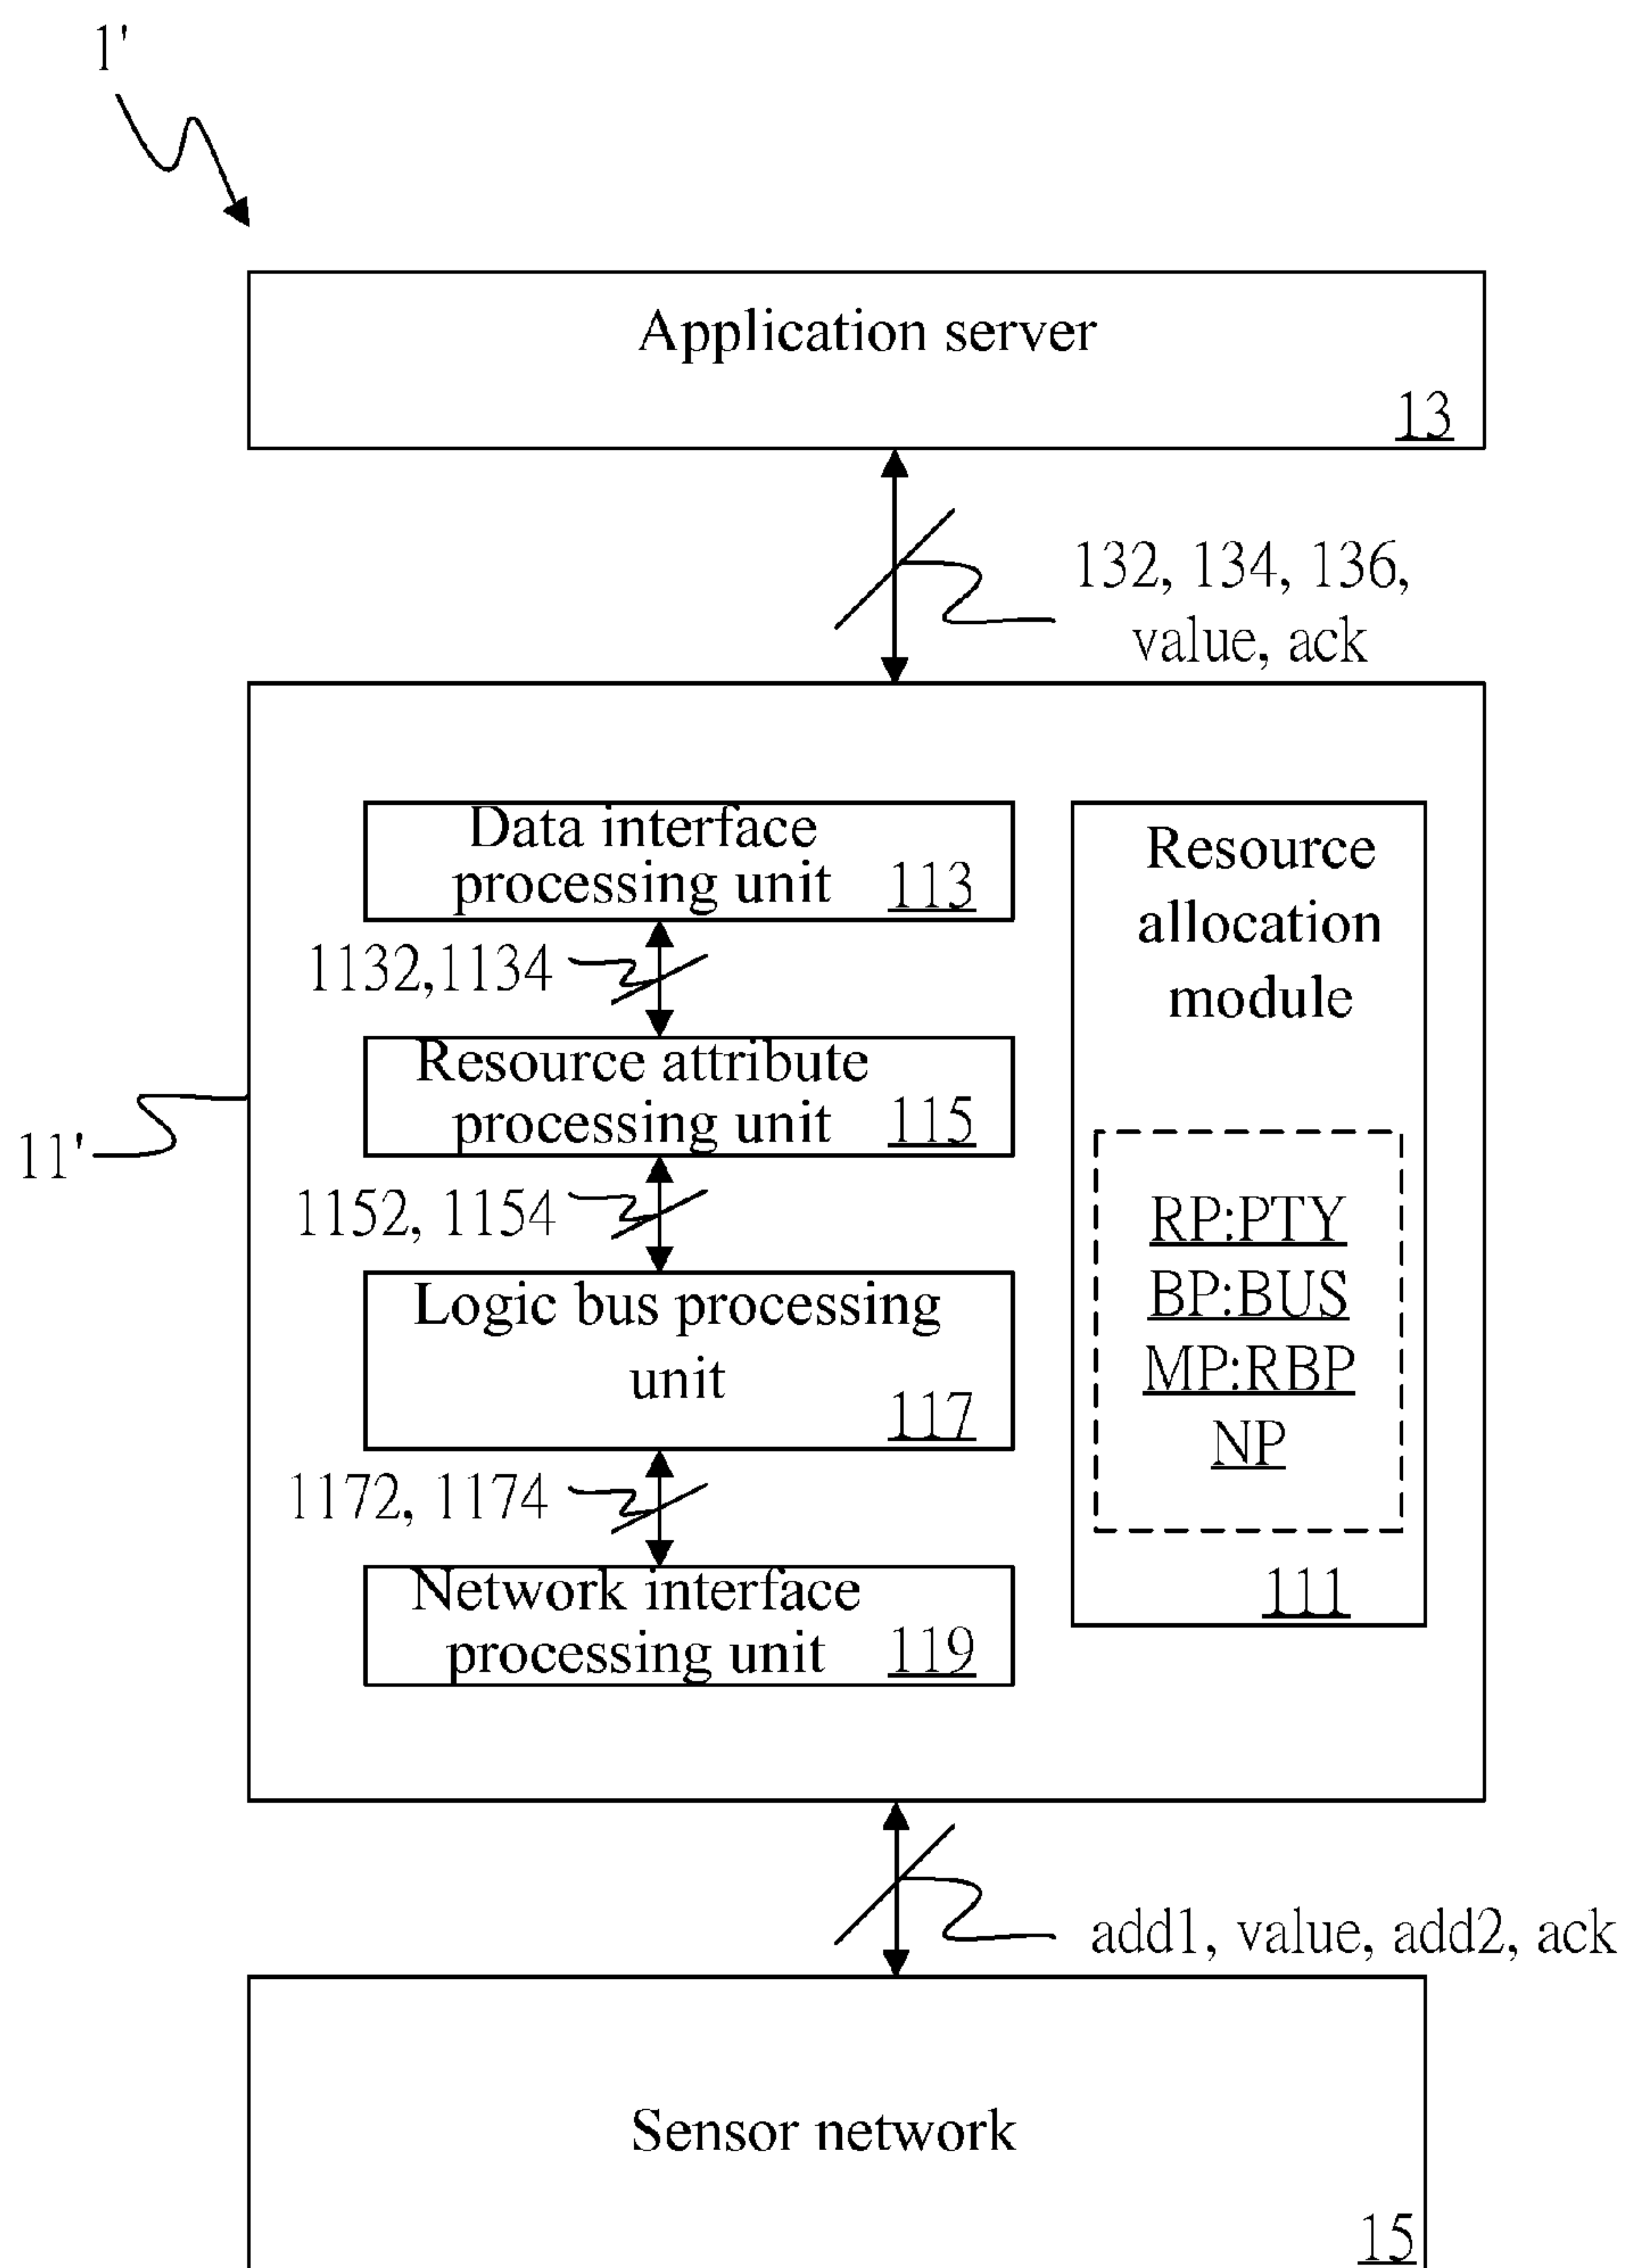 1'
Application server
13
132, 134, 136,
value, ack
Data interface
processing unit 113
1132,1134
Resource attribute
processing unit 115
1152, 1154
Logic bus processing
unit
117
1172, 1174
Network interface
processing unit 119
Resource
allocation
module
RP:PTY
BP:BUS
MP:RBP
NP
111
11'
add1, value, add2, ack
Sensor network
15